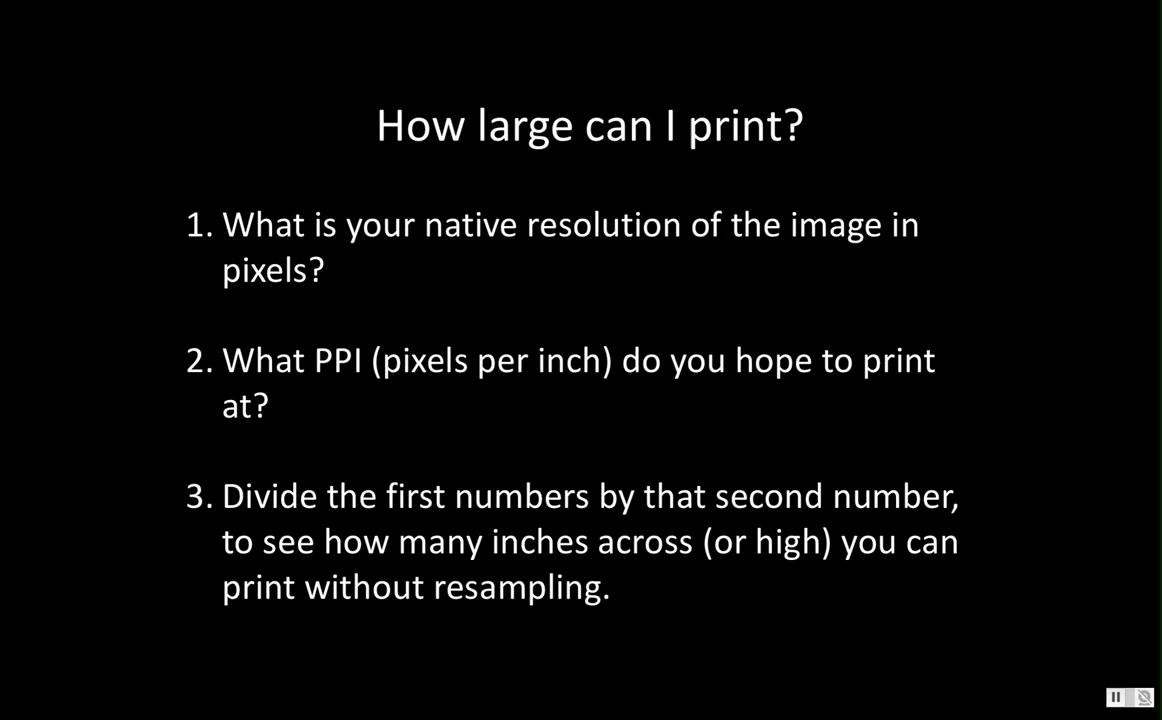 How large can I print?
1. What is your native resolution of the image in
pixels?
2. What PPI (pixels per inch) do you hope to print
at?
3. Divide the first numbers by that second number,
to see how many inches across (or high) you can
print without resampling.